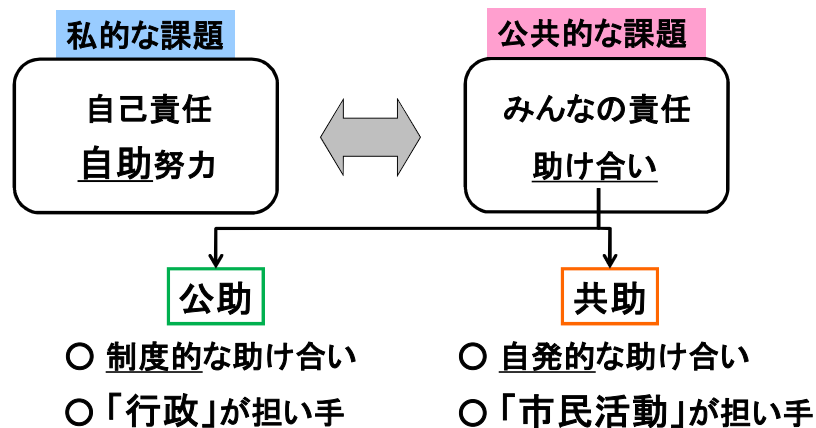 私的な課題
自己責任
自助努力
公共的な課題
みんなの責任
助け合い
公助
○ 制度的な助け合い
○ 「行政」が担い手
共助
○ 自発的な助け合い
○ 「市民活動」が担い手